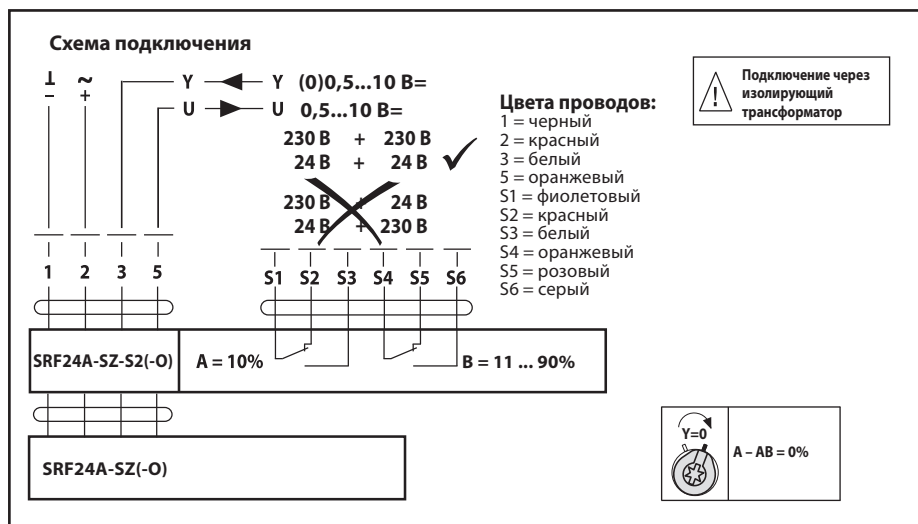 Схема подключения
⊥ ~ Y Y (0)0,5...10 В=
– + U U 0,5...10 В=
230 В + 230 В
24 В + 24 В
230 В + 24 В
24 В + 230 В
1 2 3 5 S1 S2 S3 S4 S5 S6
SRF24A-SZ-S2(-O) A = 10% B = 11 ... 90%
SRF24A-SZ(-O)
Цвета проводов:
1 = черный
2 = красный
3 = белый
5 = оранжевый
S1 = фиолетовый
S2 = красный
S3 = белый
S4 = оранжевый
S5 = розовый
S6 = серый
Подключение через
изолирующий
трансформатор
Y=0
A – AB = 0%